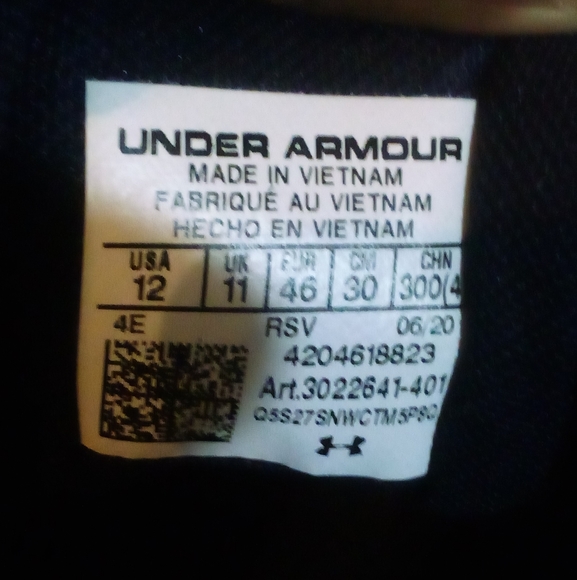 UNDER ARMOUR
MADE IN VIETNAM
FABRIQUÉ AU VIETNAM
HECHO EN VIETNAM
USA UK EUR CM CHN
12 11 46 30 300(4
4E RSV 06/20
4204618823
Art.3022641-401